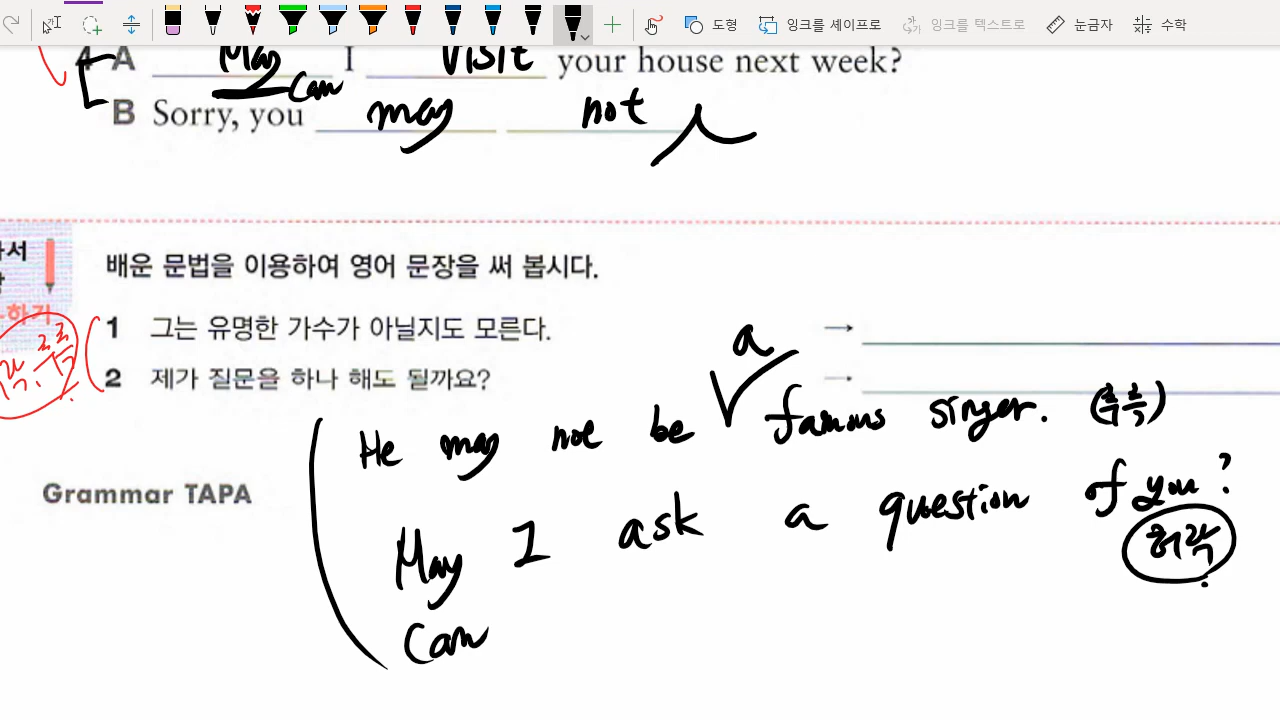 도형 잉크를 셰이프로 잉크를 텍스트로 눈금자 수학
A May I visit your house next week?
Can
B Sorry, you may not
배운 문법을 이용하여 영어 문장을 써 봅시다.
1 그는 유명한 가수가 아닐지도 모른다. →
2 제가 질문을 하나 해도 될까요? →
a
He may not be famous singer. (추측)
Grammar TAPA
May I ask a question of you?
허락
Can